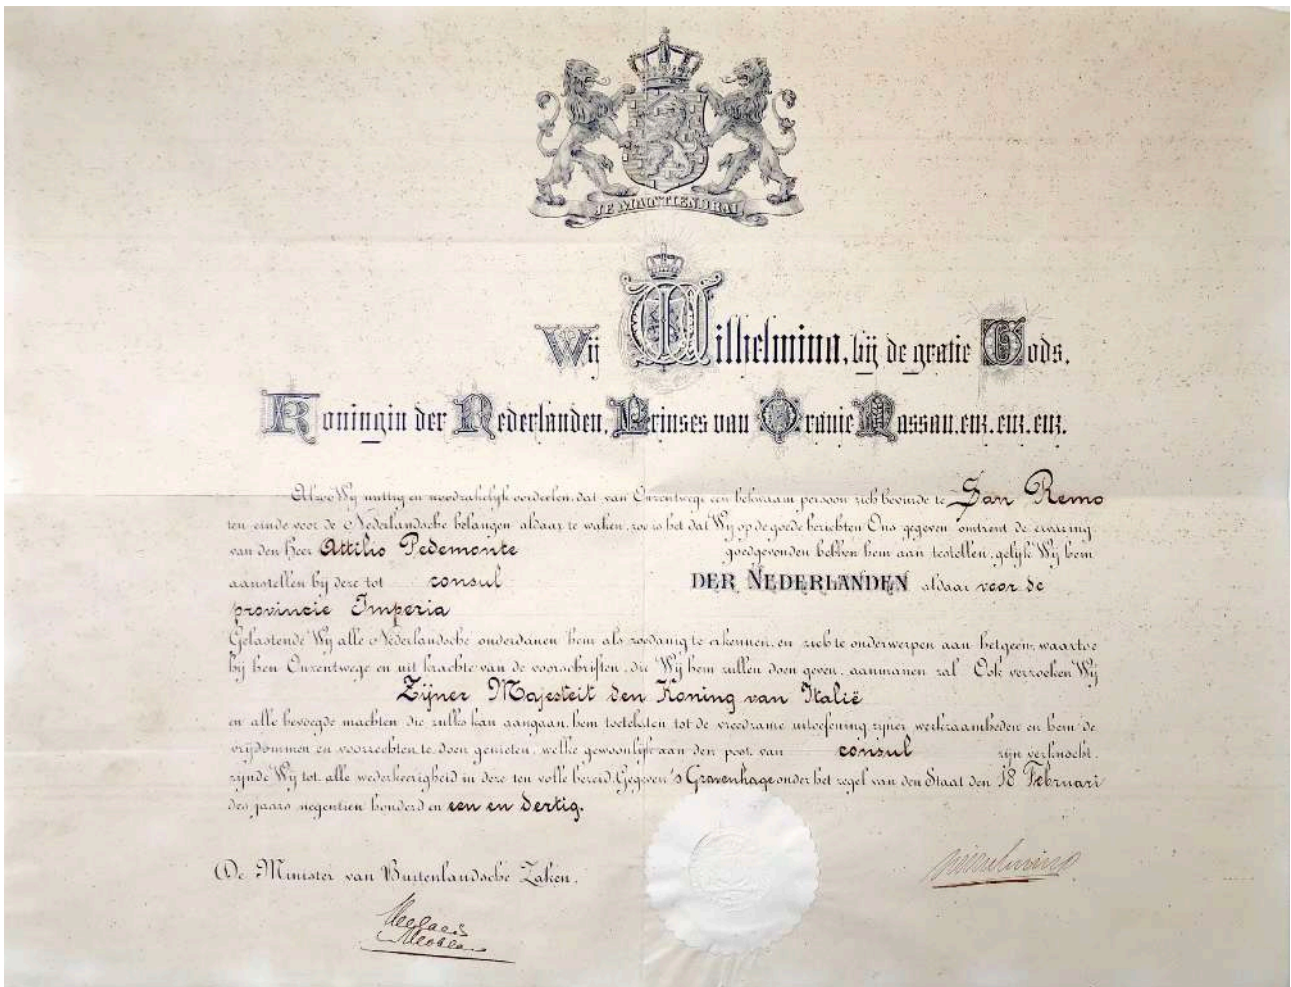 JE MAINTIENDRAI
Wij Wilhelmina, bij de gratie Gods,
Koningin der Nederlanden, Prinses van Oranje Nassau, enz. enz. enz.
Alzoo Wij nuttig en noodzakelijk oordeelen, dat van Onzentwege een bekwaam persoon zich bevinde te San Remo
ten einde voor de Nederlandsche belangen aldaar te waken, zoo is het dat Wij op de goede berichten Ons gegeven omtrent de ervaring
van den Heer Attilio Pedemonte goedgevonden hebben hem aan te stellen, gelijk Wij hem
aanstellen bij deze tot consul DER NEDERLANDEN aldaar voor de
provincie Imperia
Gelastende Wij alle Nederlandsche onderdanen hem als zoodanig te erkennen, en zich te onderwerpen aan hetgeen, waartoe
hij hen Onzentwege en uit krachte van de voorschriften, die Wij hem zullen doen geven, aanmanen zal. Ook verzoeken Wij
Zijner Majesteit den Koning van Italië
en alle bevoegde machten die zulks kan aangaan, hem toetelaten tot de vreedzame uitoefening zijner werkzaamheden en hem de
vrijdommen en voorrechten te doen genieten, welke gewoonlijk aan den post van consul zijn verknocht,
zijnde Wij tot alle wederkeerigheid in deze ten volle bereid. Gegeven 's Gravenhage onder het zegel van den Staat den 18 Februari
des jaars negentien honderd en een en dertig.
De Minister van Buitenlandsche Zaken,
Wilhelmina